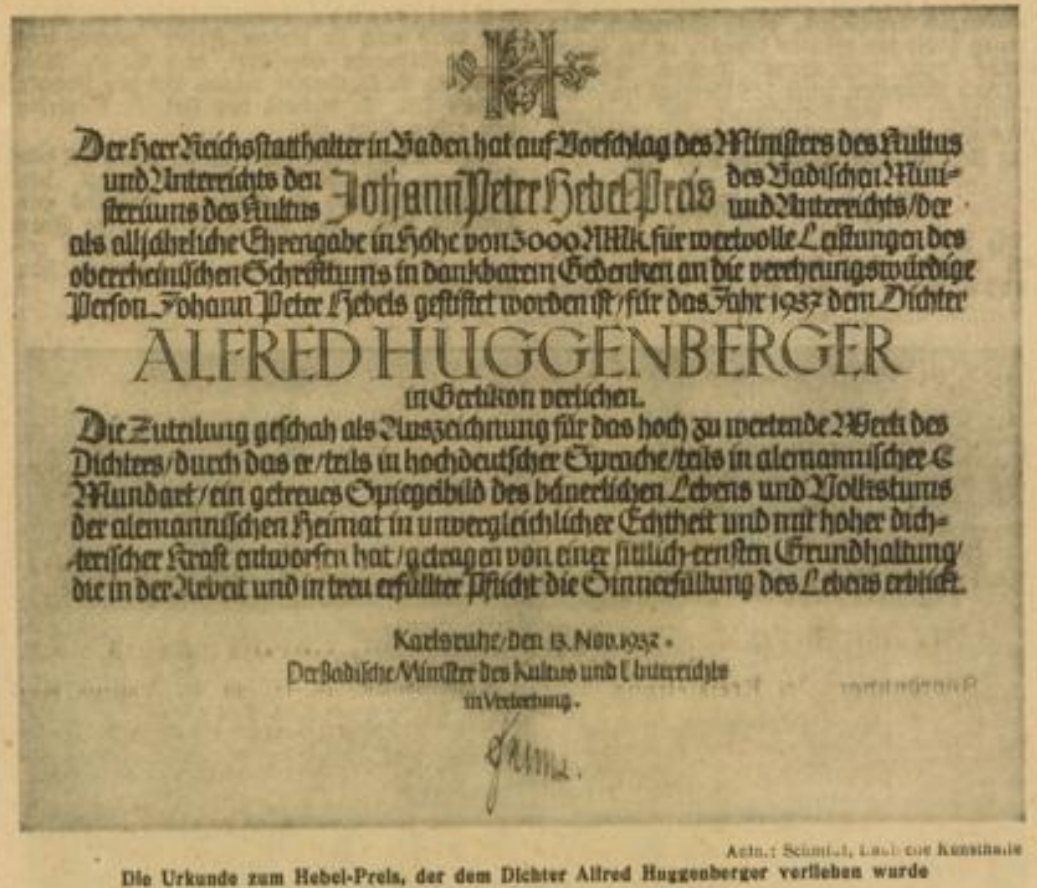 19 H 37
Der Herr Reichsstatthalter in Baden hat auf Vorschlag des Ministers des Kultus
und Unterrichts den Johann Peter Hebel-Preis des Badischen Mini-
steriums des Kultus und Unterrichts/der
als alljährliche Ehrengabe in Höhe von 3000 RMk. für wertvolle Leistungen des
oberrheinischen Schrifttums in dankbarem Gedenken an die verehrungswürdige
Person Johann Peter Hebels gestiftet worden ist/für das Jahr 1937 dem Dichter
ALFRED HUGGENBERGER
in Gerlikon verliehen.
Die Zuteilung geschah als Auszeichnung für das hoch zu wertende Werk des
Dichters/durch das er/teils in hochdeutscher Sprache/teils in alemannischer
Mundart/ein getreues Spiegelbild des bäuerlichen Lebens und Volkstums
der alemannischen Heimat in unvergleichlicher Echtheit und mit hoher dich-
terischer Kraft entworfen hat/getragen von einer sittlich-ernsten Grundhaltung/
die in der Arbeit und in treu erfüllter Pflicht die Sinnerfüllung des Lebens erblickt.
Karlsruhe/den 13. Nov. 1937.
Der Badische Minister des Kultus und Unterrichts
in Vertretung.
Aufn.: Schmidt, Kunsthalle
Die Urkunde zum Hebel-Preis, der dem Dichter Alfred Huggenberger verliehen wurde